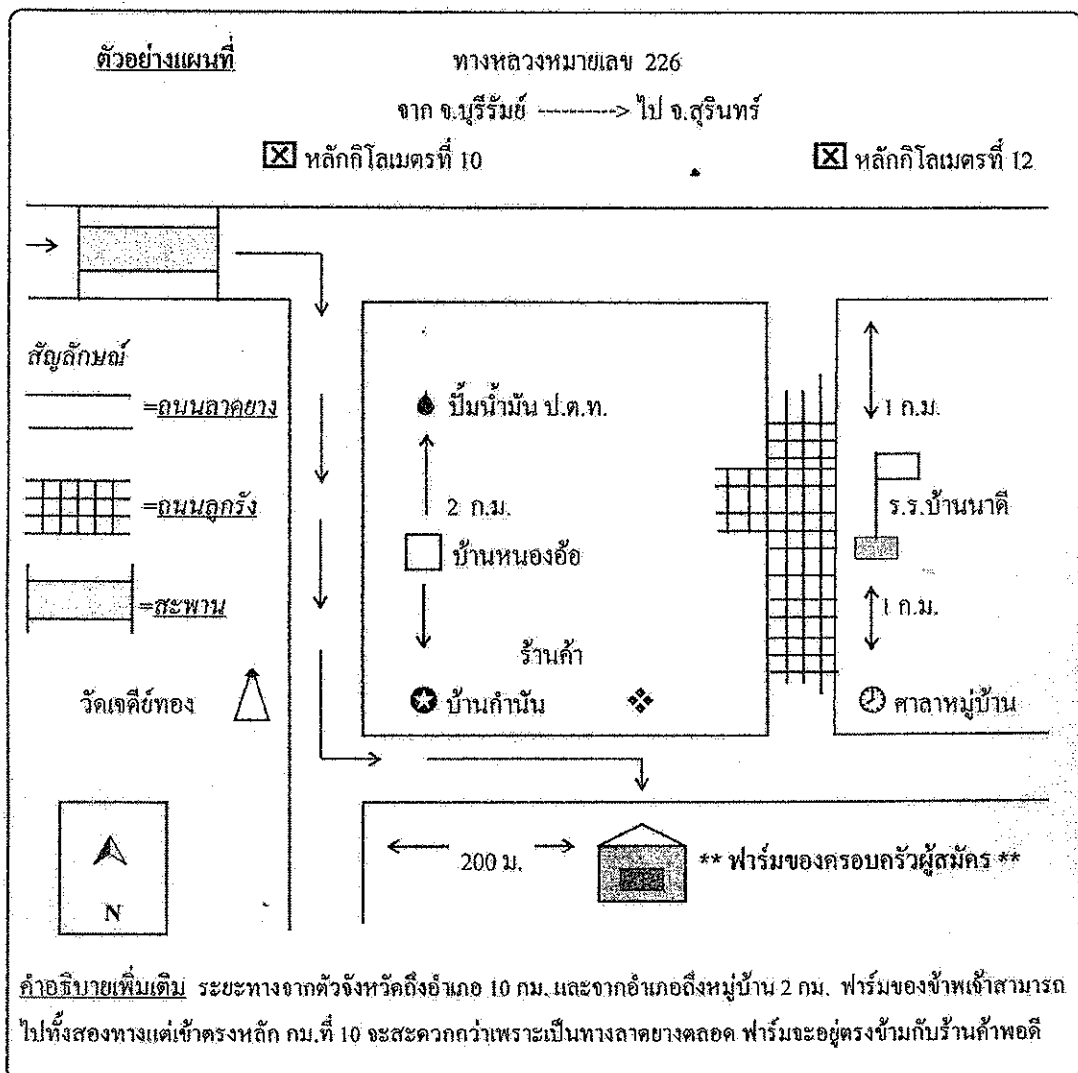 ตัวอย่างแผนที่
ทางหลวงหมายเลข 226
จาก จ.บุรีรัมย์ ---------> ไป จ.สุรินทร์
หลักกิโลเมตรที่ 10
หลักกิโลเมตรที่ 12
สัญลักษณ์
=ถนนลาดยาง
=ถนนลูกรัง
=สะพาน
วัดเจดีย์ทอง
N
ปั๊มน้ำมัน ป.ต.ท.
2 ก.ม.
บ้านหนองอ้อ
ร้านค้า
บ้านกำนัน
1 ก.ม.
ร.ร.บ้านนาดี
1 ก.ม.
ศาลาหมู่บ้าน
200 ม.
** ฟาร์มของครอบครัวผู้สมัคร **
คำอธิบายเพิ่มเติม ระยะทางจากตัวจังหวัดถึงอำเภอ 10 กม. และจากอำเภอถึงหมู่บ้าน 2 กม. ฟาร์มของข้าพเจ้าสามารถ
ไปทั้งสองทางแต่เข้าตรงหลัก กม.ที่ 10 จะสะดวกกว่าเพราะเป็นทางลาดยางตลอด ฟาร์มจะอยู่ตรงข้ามกับร้านค้าพอดี